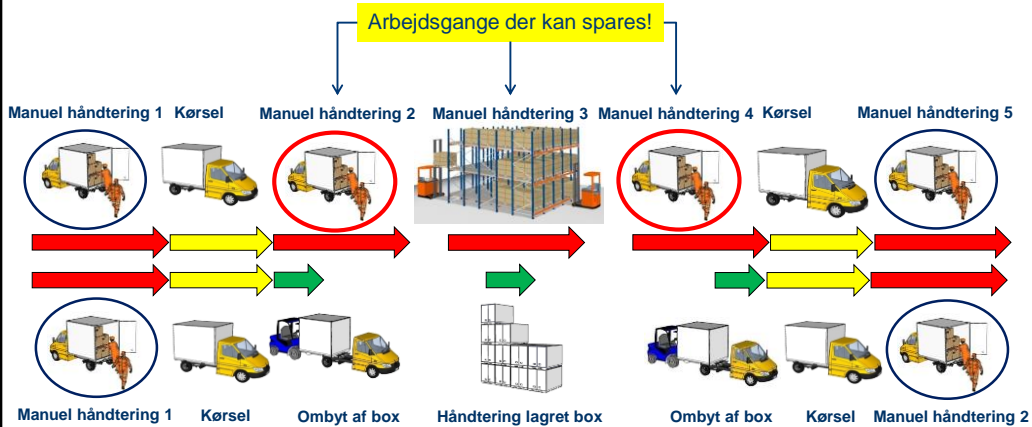 Arbejdsgange der kan spares!
Manuel håndtering 1 Kørsel Manuel håndtering 2 Manuel håndtering 3 Manuel håndtering 4 Kørsel Manuel håndtering 5
Manuel håndtering 1 Kørsel Ombyt af box Håndtering lagret box Ombyt af box Kørsel Manuel håndtering 2